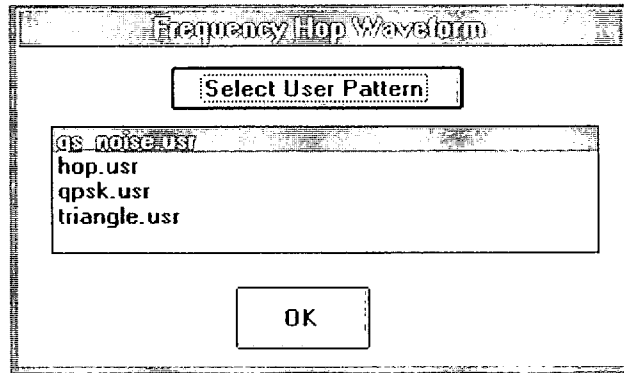 Frequency Hop Waveform
Select User Pattern
gs_noise.usr
hop.usr
qpsk.usr
triangle.usr
OK